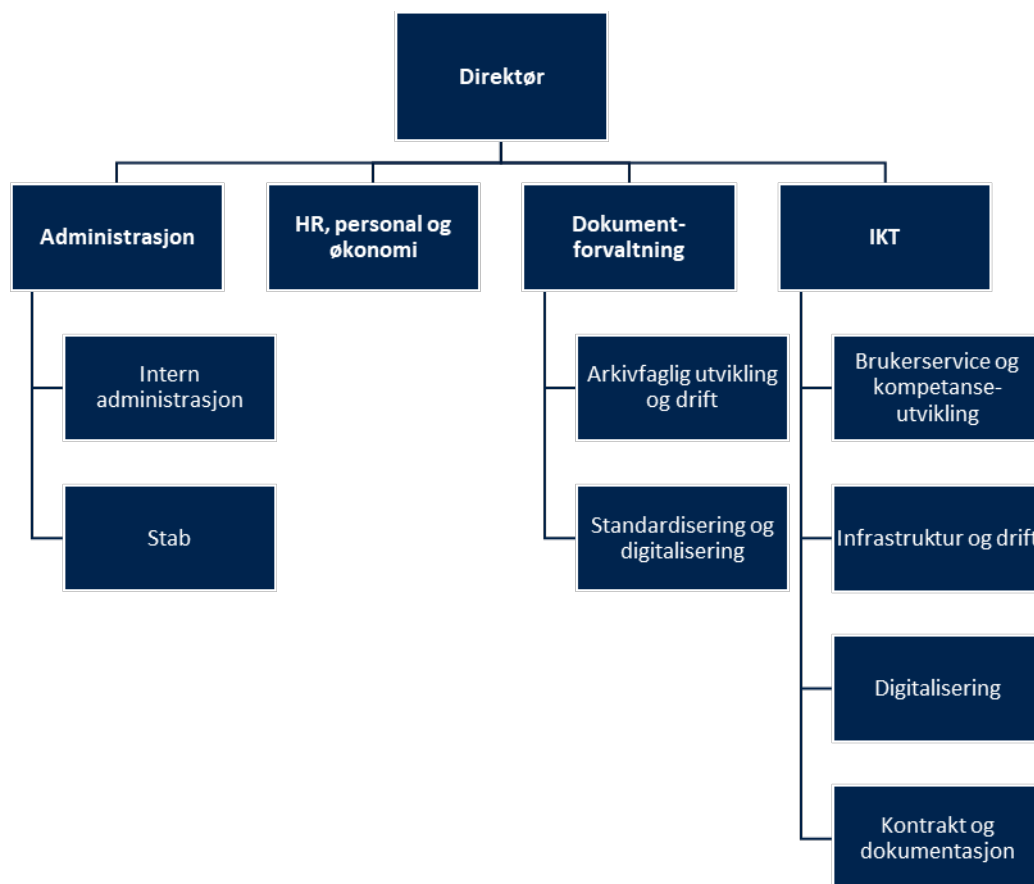 Direktør
Administrasjon
HR, personal og
økonomi
Dokument-
forvaltning
IKT
Intern
administrasjon
Stab
Arkivfaglig utvikling
og drift
Standardisering og
digitalisering
Brukerservice og
kompetanse-
utvikling
Infrastruktur og drift
Digitalisering
Kontrakt og
dokumentasjon